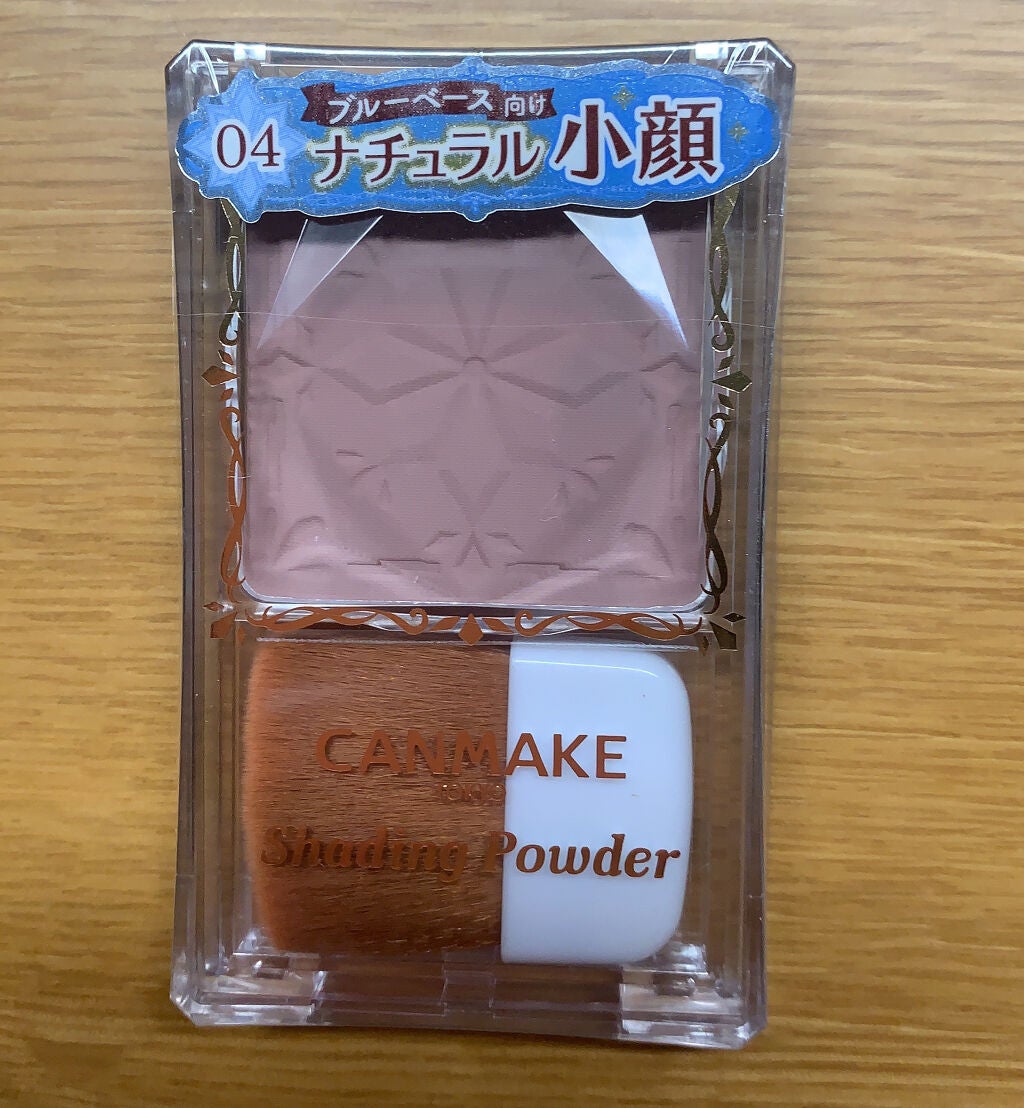 04
ブルーベース 向け
ナチュラル 小顔
CANMAKE
TOKYO
Shading Powder